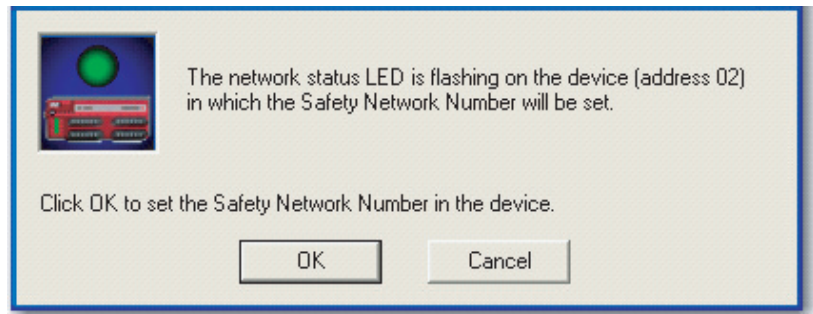 The network status LED is flashing on the device (address 02)
in which the Safety Network Number will be set.
Click OK to set the Safety Network Number in the device.
OK
Cancel